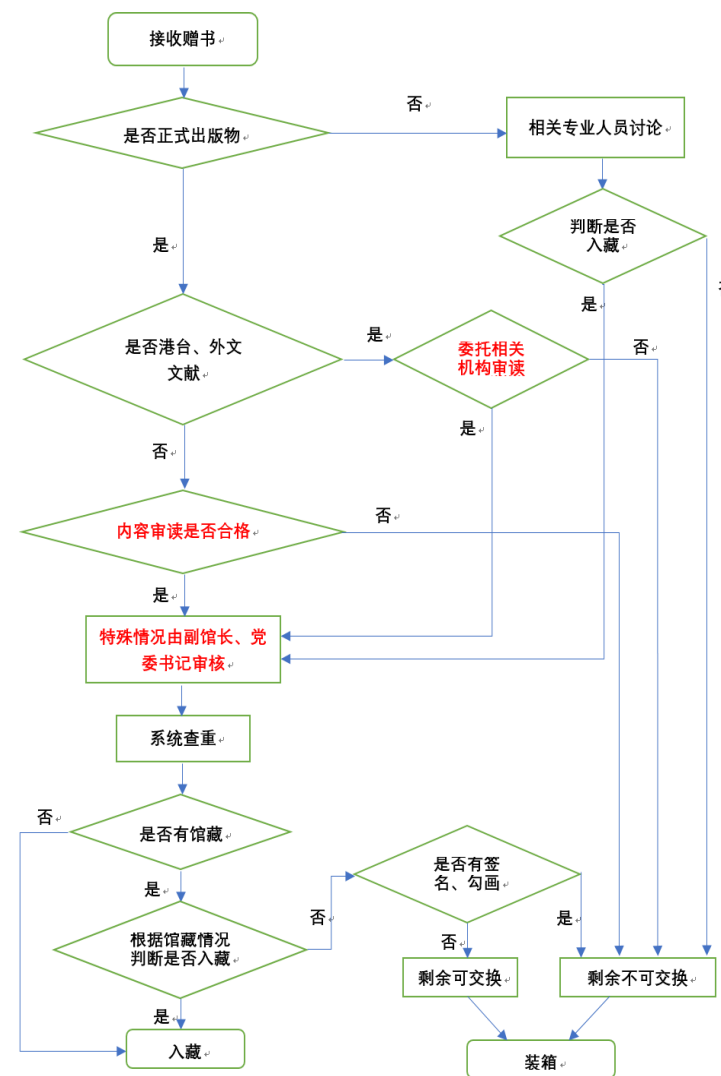 接收赠书
否
是否正式出版物
相关专业人员讨论
是
判断是否
入藏
是
是否港台、外文
文献
是
委托相关
机构审读
否
否
是
内容审读是否合格
否
是
特殊情况由副馆长、党
委书记审核
系统查重
否
是否有馆藏
是否有签
名、勾画
是
否
是
根据馆藏情况
判断是否入藏
否
剩余可交换
剩余不可交换
是
入藏
装箱